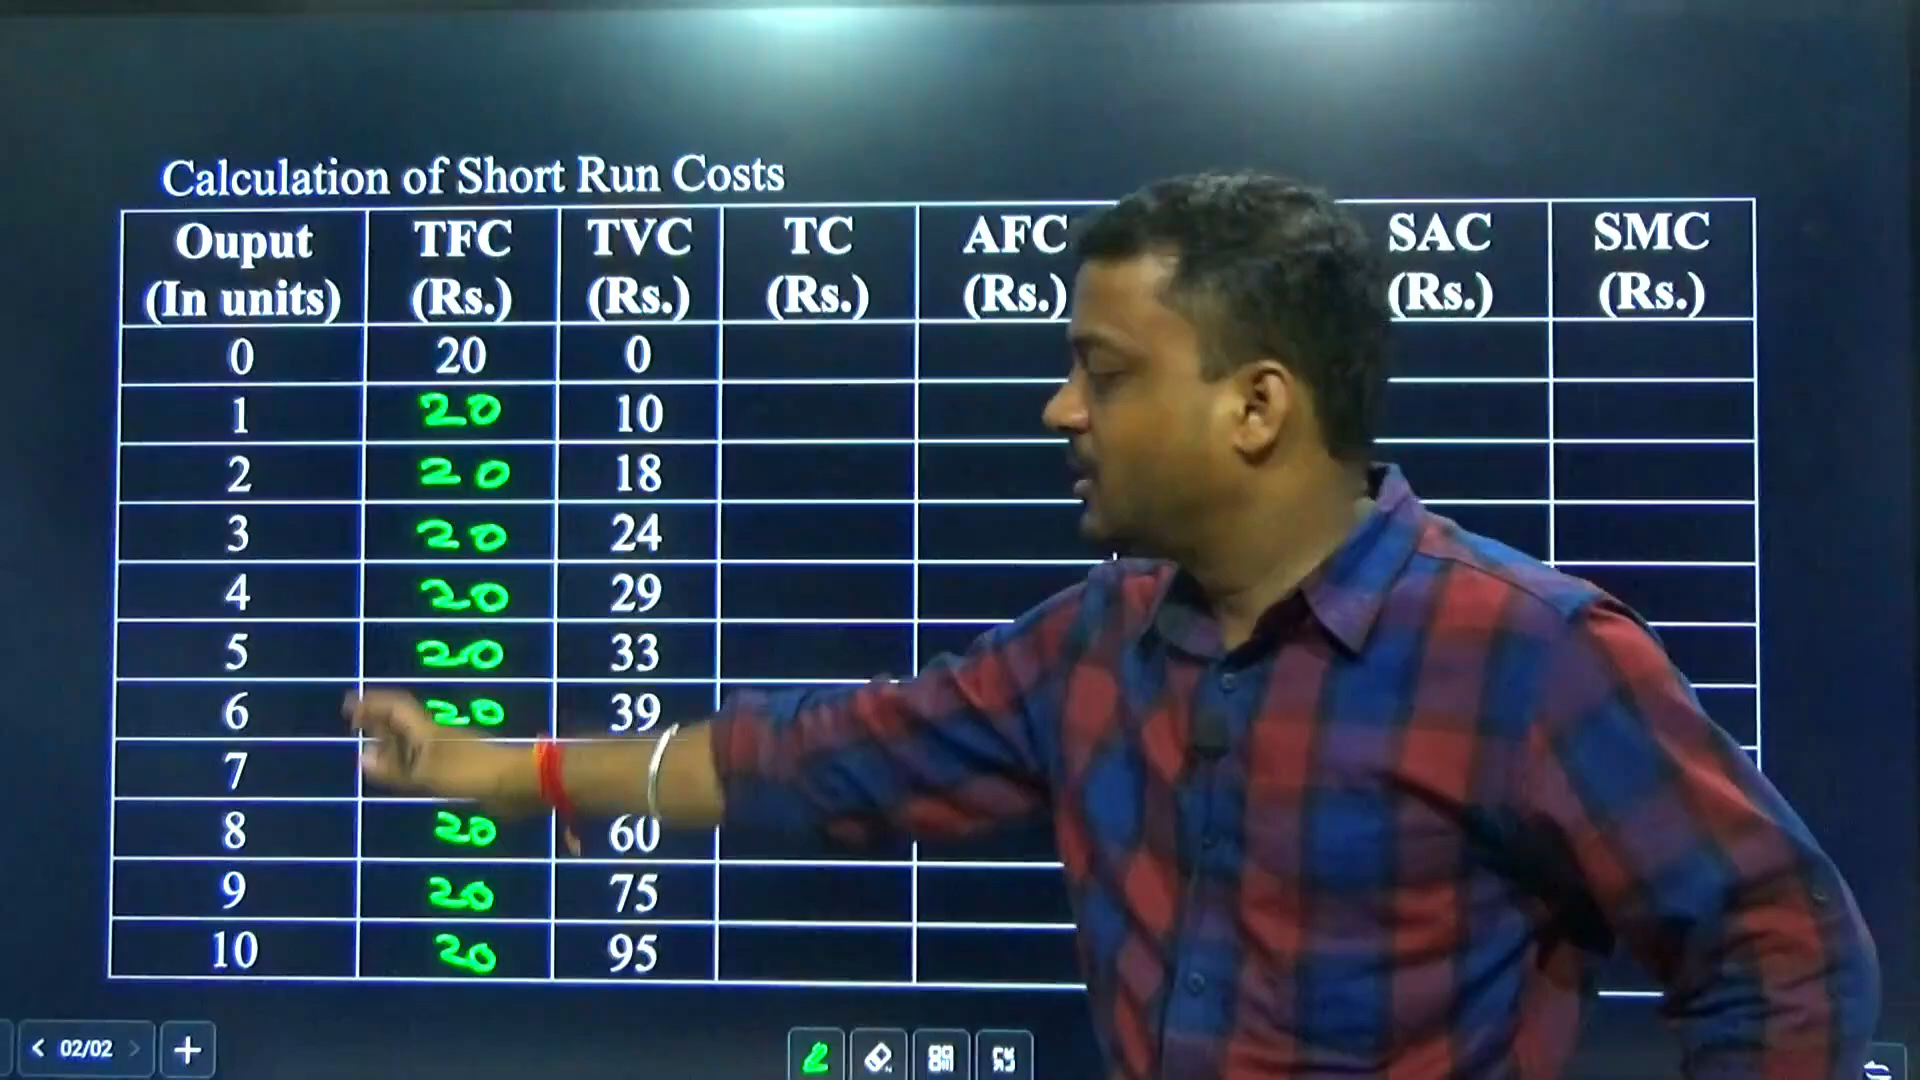 Calculation of Short Run Costs
Ouput (In units) TFC (Rs.) TVC (Rs.) TC (Rs.) AFC (Rs.) SAC (Rs.) SMC (Rs.)
0 20 0
1 20 10
2 20 18
3 20 24
4 20 29
5 20 33
6 20 39
7
8 20 60
9 20 75
10 20 95
02/02